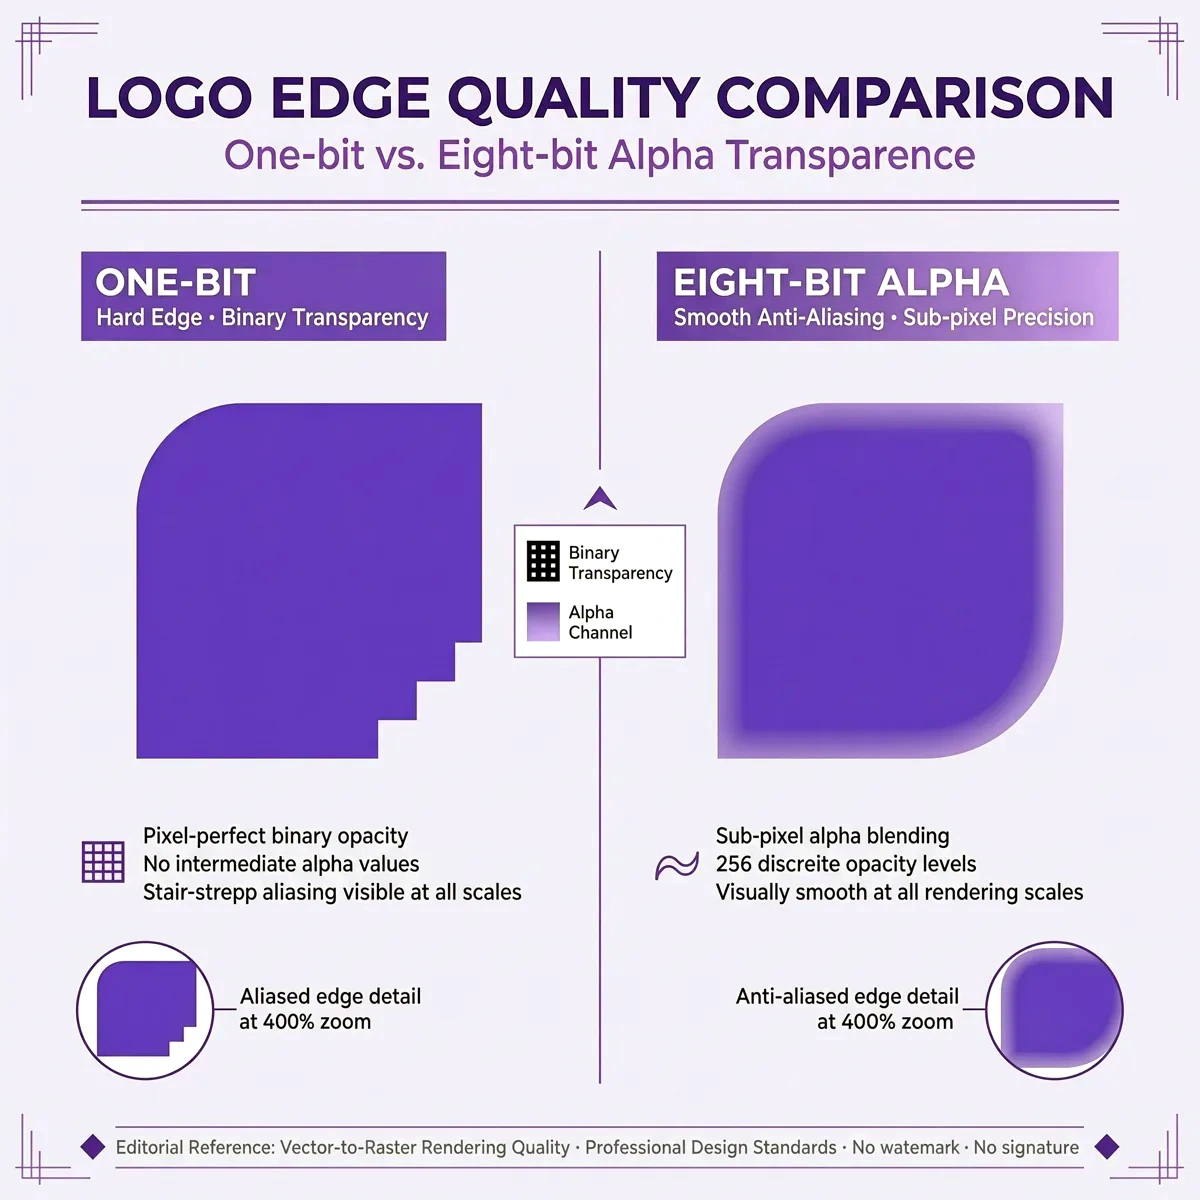 LOGO EDGE QUALITY COMPARISON
One-bit vs. Eight-bit Alpha Transparence
ONE-BIT
Hard Edge • Binary Transparency
EIGHT-BIT ALPHA
Smooth Anti-Aliasing • Sub-pixel Precision
Binary
Transparency
Alpha
Channel
Pixel-perfect binary opacity
No intermediate alpha values
Stair-strepp aliasing visible at all scales
Sub-pixel alpha blending
256 discreite opacity levels
Visually smooth at all rendering scales
Aliased edge detail
at 400% zoom
Anti-aliased edge detail
at 400% zoom
Editorial Reference: Vector-to-Raster Rendering Quality · Professional Design Standards · No watemark · No signature